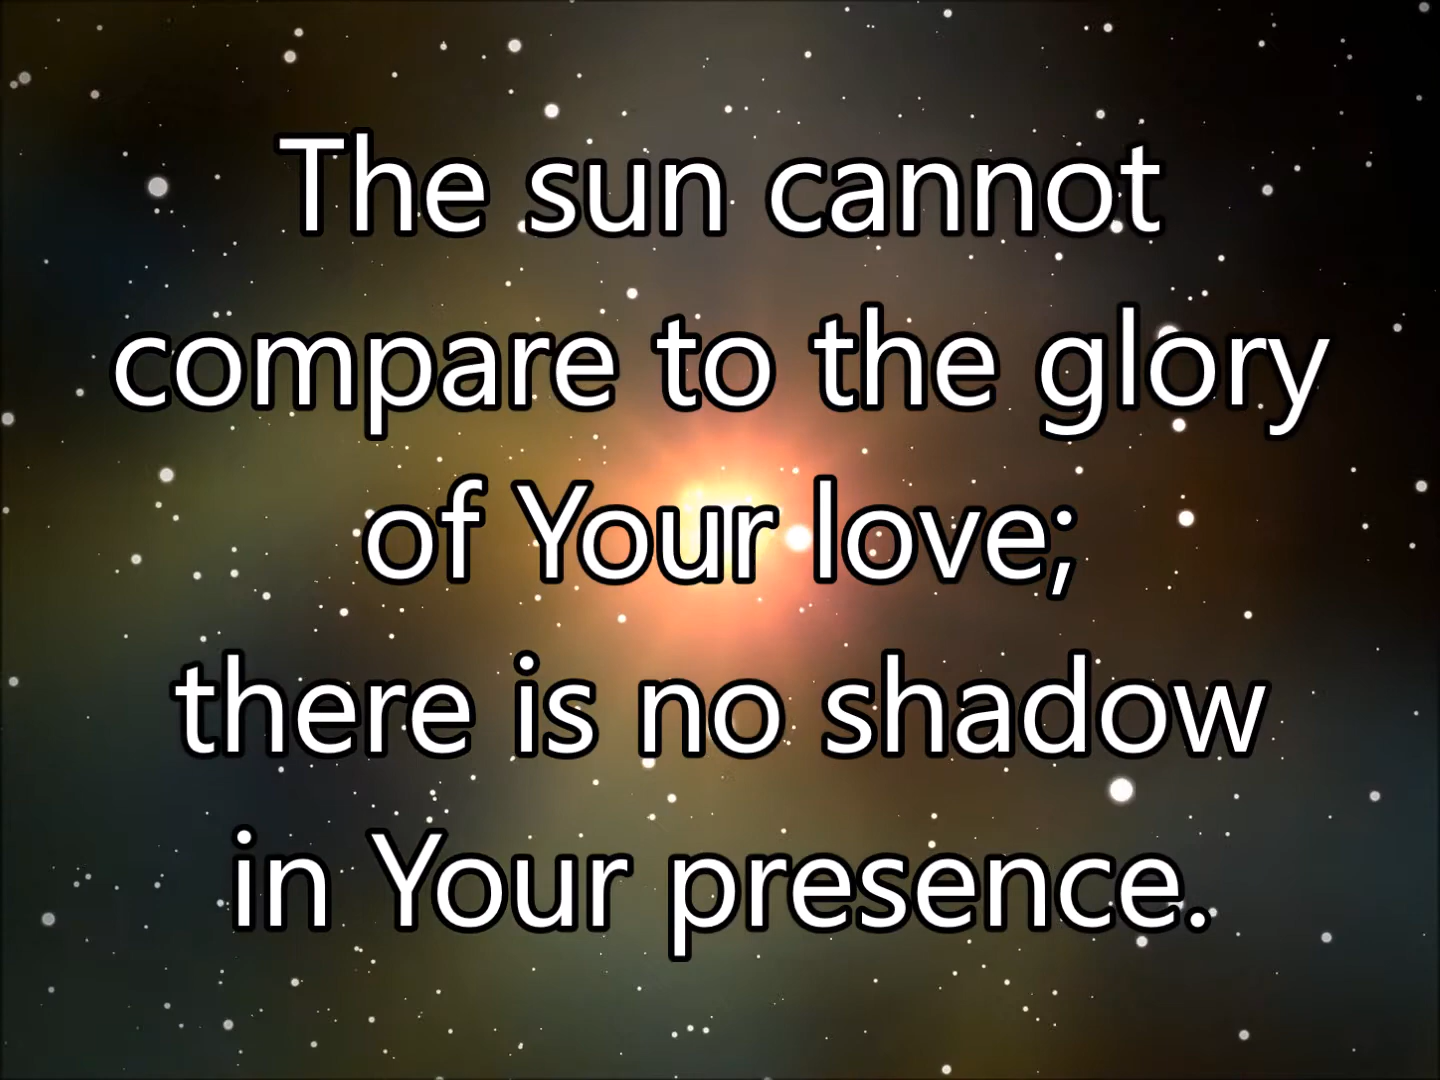 The sun cannot
compare to the glory
of Your love;
there is no shadow
in Your presence.